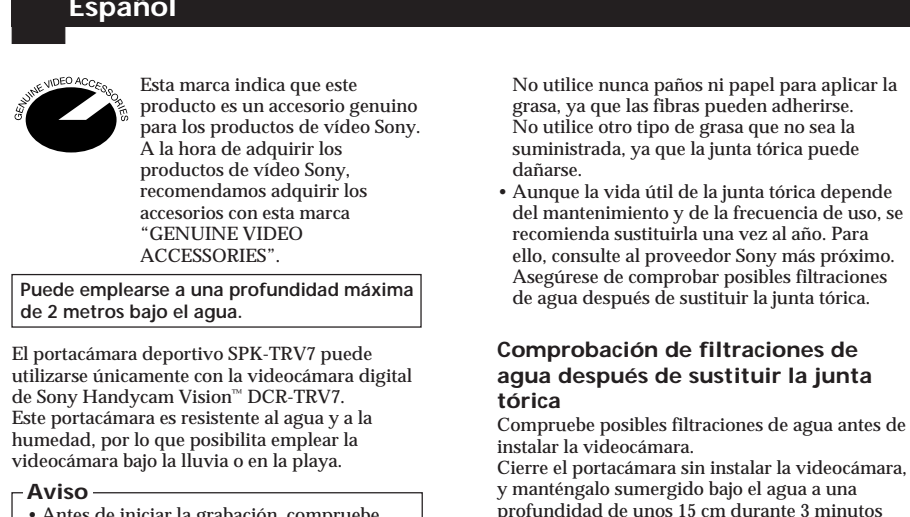 Español
GENUINE VIDEO ACCESSORIES
Esta marca indica que este
producto es un accesorio genuino
para los productos de vídeo Sony.
A la hora de adquirir los
productos de vídeo Sony,
recomendamos adquirir los
accesorios con esta marca
“GENUINE VIDEO
ACCESSORIES”.
Puede emplearse a una profundidad máxima
de 2 metros bajo el agua.
El portacámara deportivo SPK-TRV7 puede
utilizarse únicamente con la videocámara digital
de Sony Handycam Vision™ DCR-TRV7.
Este portacámara es resistente al agua y a la
humedad, por lo que posibilita emplear la
videocámara bajo la lluvia o en la playa.
Aviso
• Antes de iniciar la grabación, compruebe
No utilice nunca paños ni papel para aplicar la
grasa, ya que las fibras pueden adherirse.
No utilice otro tipo de grasa que no sea la
suministrada, ya que la junta tórica puede
dañarse.
• Aunque la vida útil de la junta tórica depende
del mantenimiento y de la frecuencia de uso, se
recomienda sustituirla una vez al año. Para
ello, consulte al proveedor Sony más próximo.
Asegúrese de comprobar posibles filtraciones
de agua después de sustituir la junta tórica.
Comprobación de filtraciones de
agua después de sustituir la junta
tórica
Compruebe posibles filtraciones de agua antes de
instalar la videocámara.
Cierre el portacámara sin instalar la videocámara,
y manténgalo sumergido bajo el agua a una
profundidad de unos 15 cm durante 3 minutos